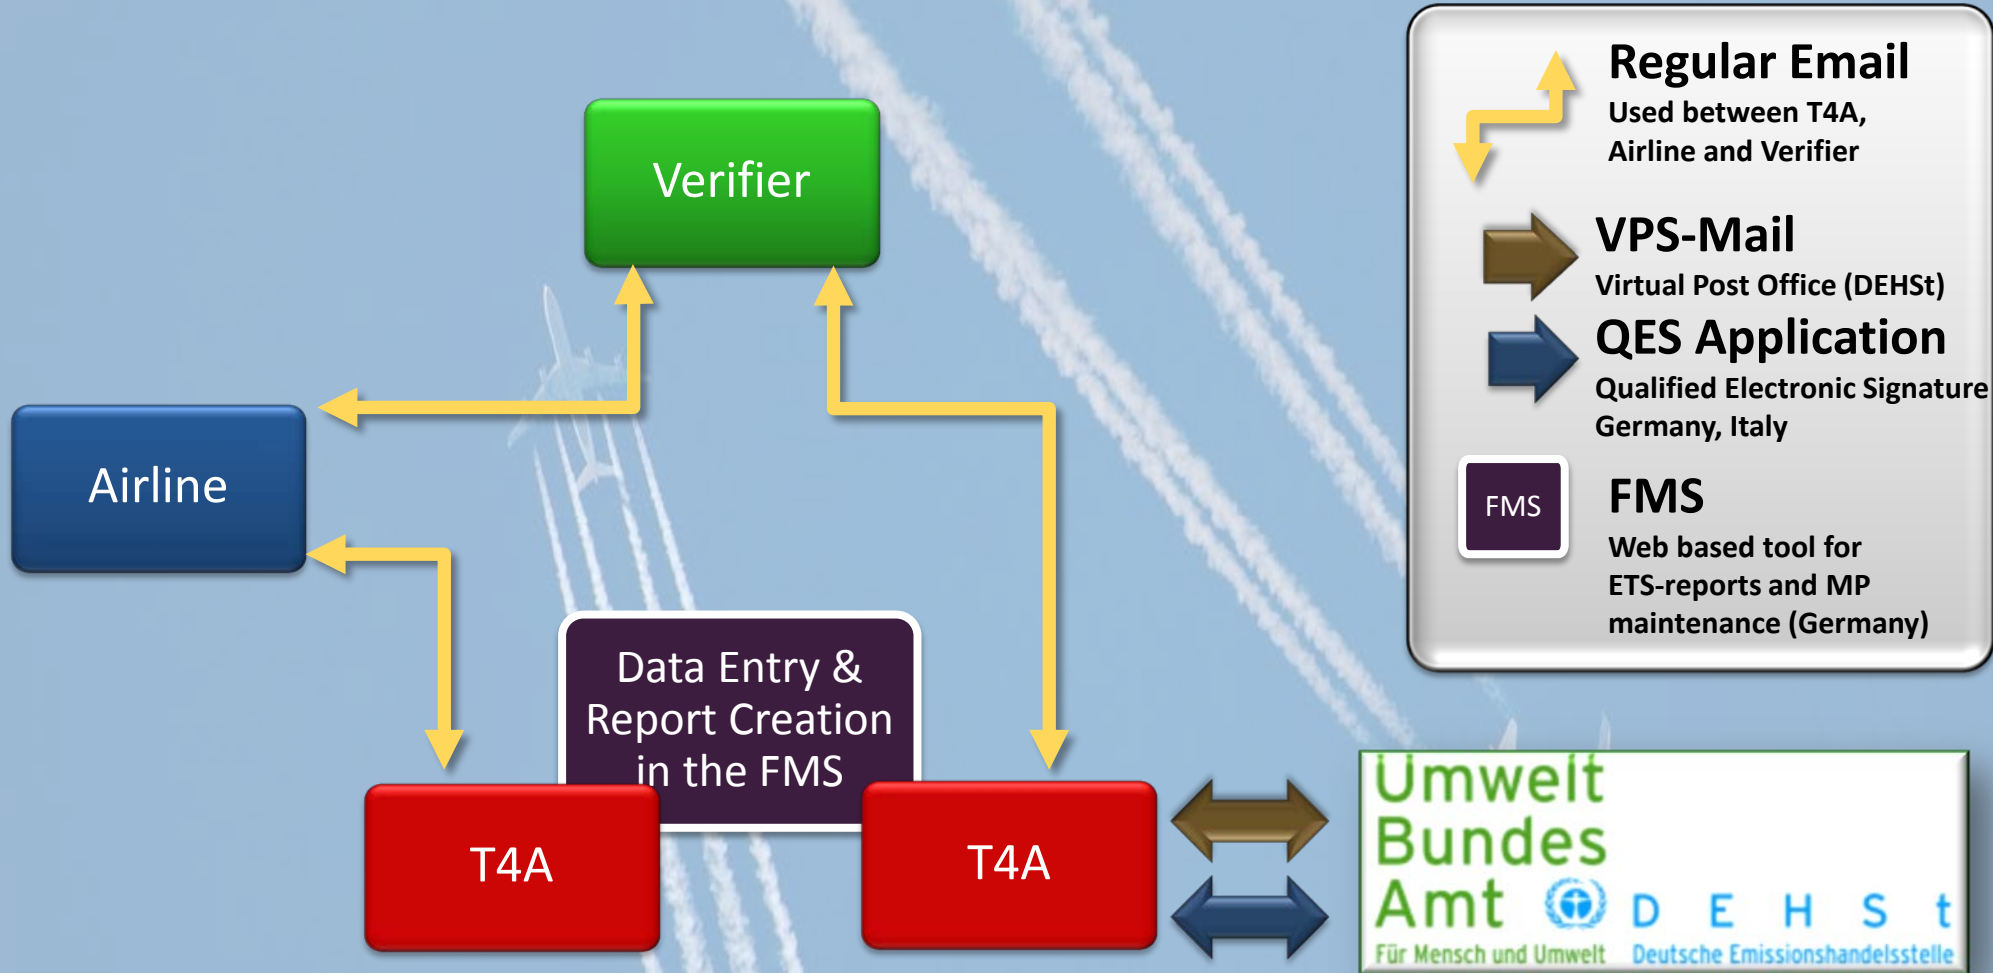 Verifier
Airline
Data Entry &
Report Creation
in the FMS
T4A
T4A
Regular Email
Used between T4A,
Airline and Verifier
VPS-Mail
Virtual Post Office (DEHSt)
QES Application
Qualified Electronic Signature
Germany, Italy
FMS
FMS
Web based tool for
ETS-reports and MP
maintenance (Germany)
Umwelt
Bundes
Amt
Für Mensch und Umwelt
DEHSt
Deutsche Emissionshandelsstelle